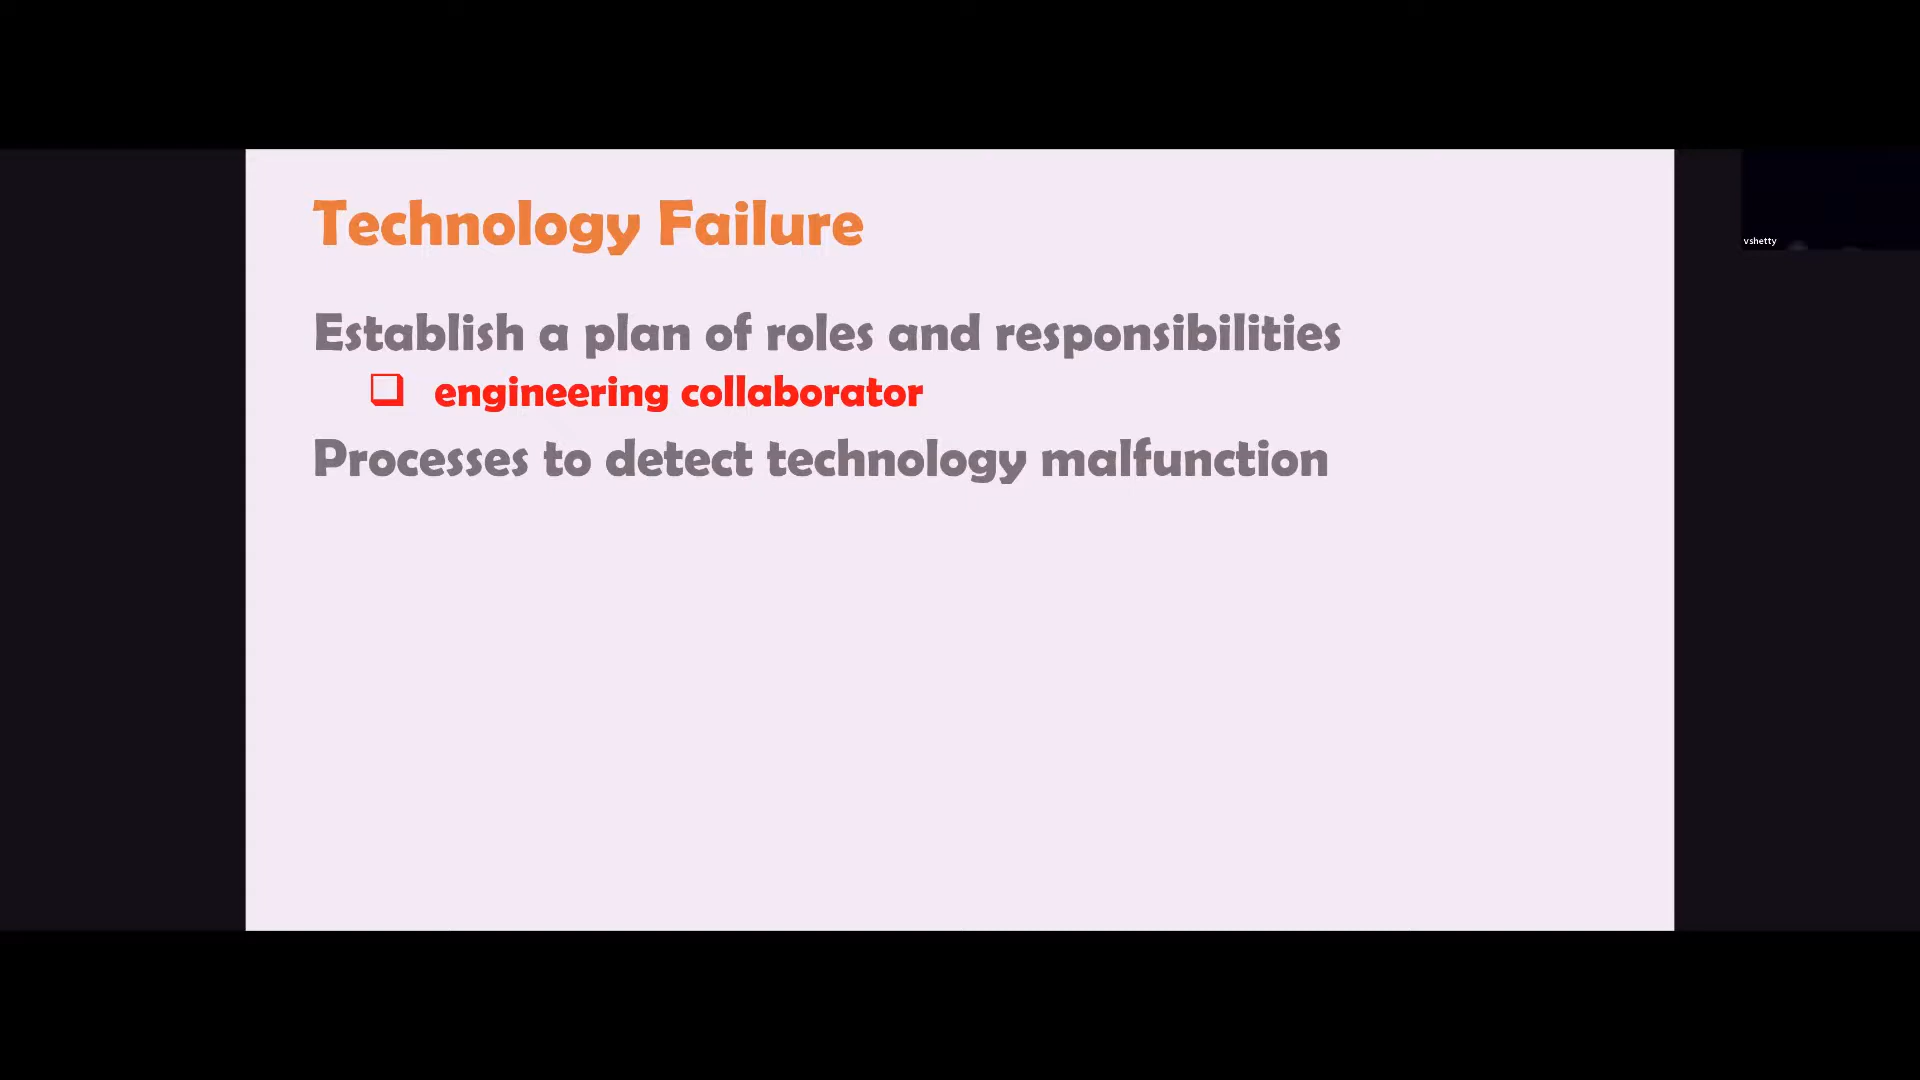 Technology Failure
vshetty
Establish a plan of roles and responsibilities
engineering collaborator
Processes to detect technology malfunction